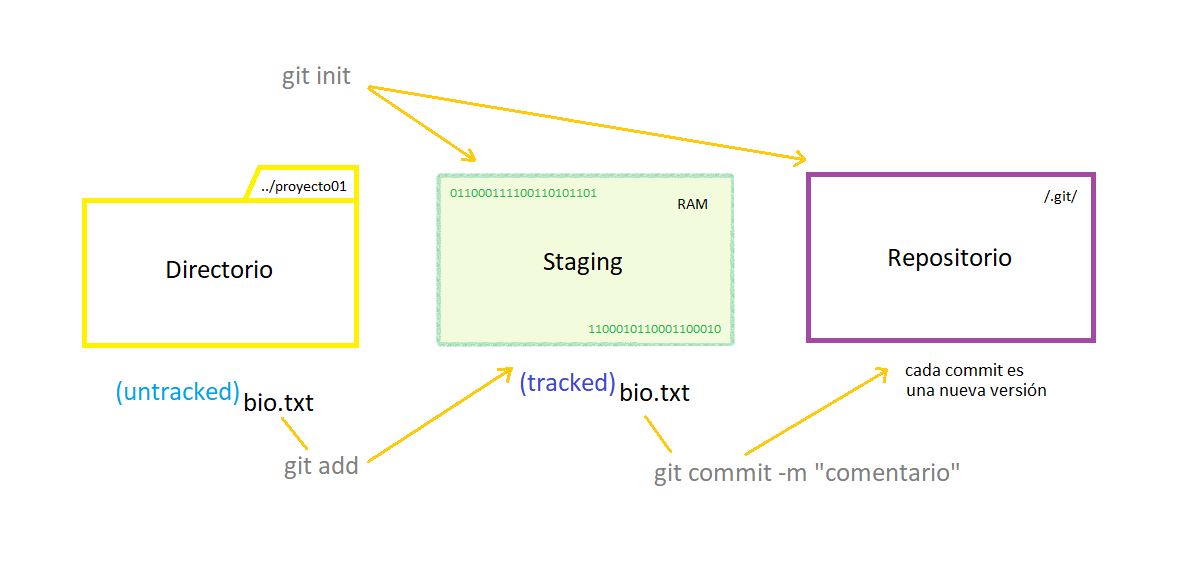 git init
../proyecto01
Directorio
011000111100110101101
RAM
Staging
1100010110001100010
/.git/
Repositorio
(untracked) bio.txt
git add
(tracked) bio.txt
git commit -m "comentario"
cada commit es
una nueva versión